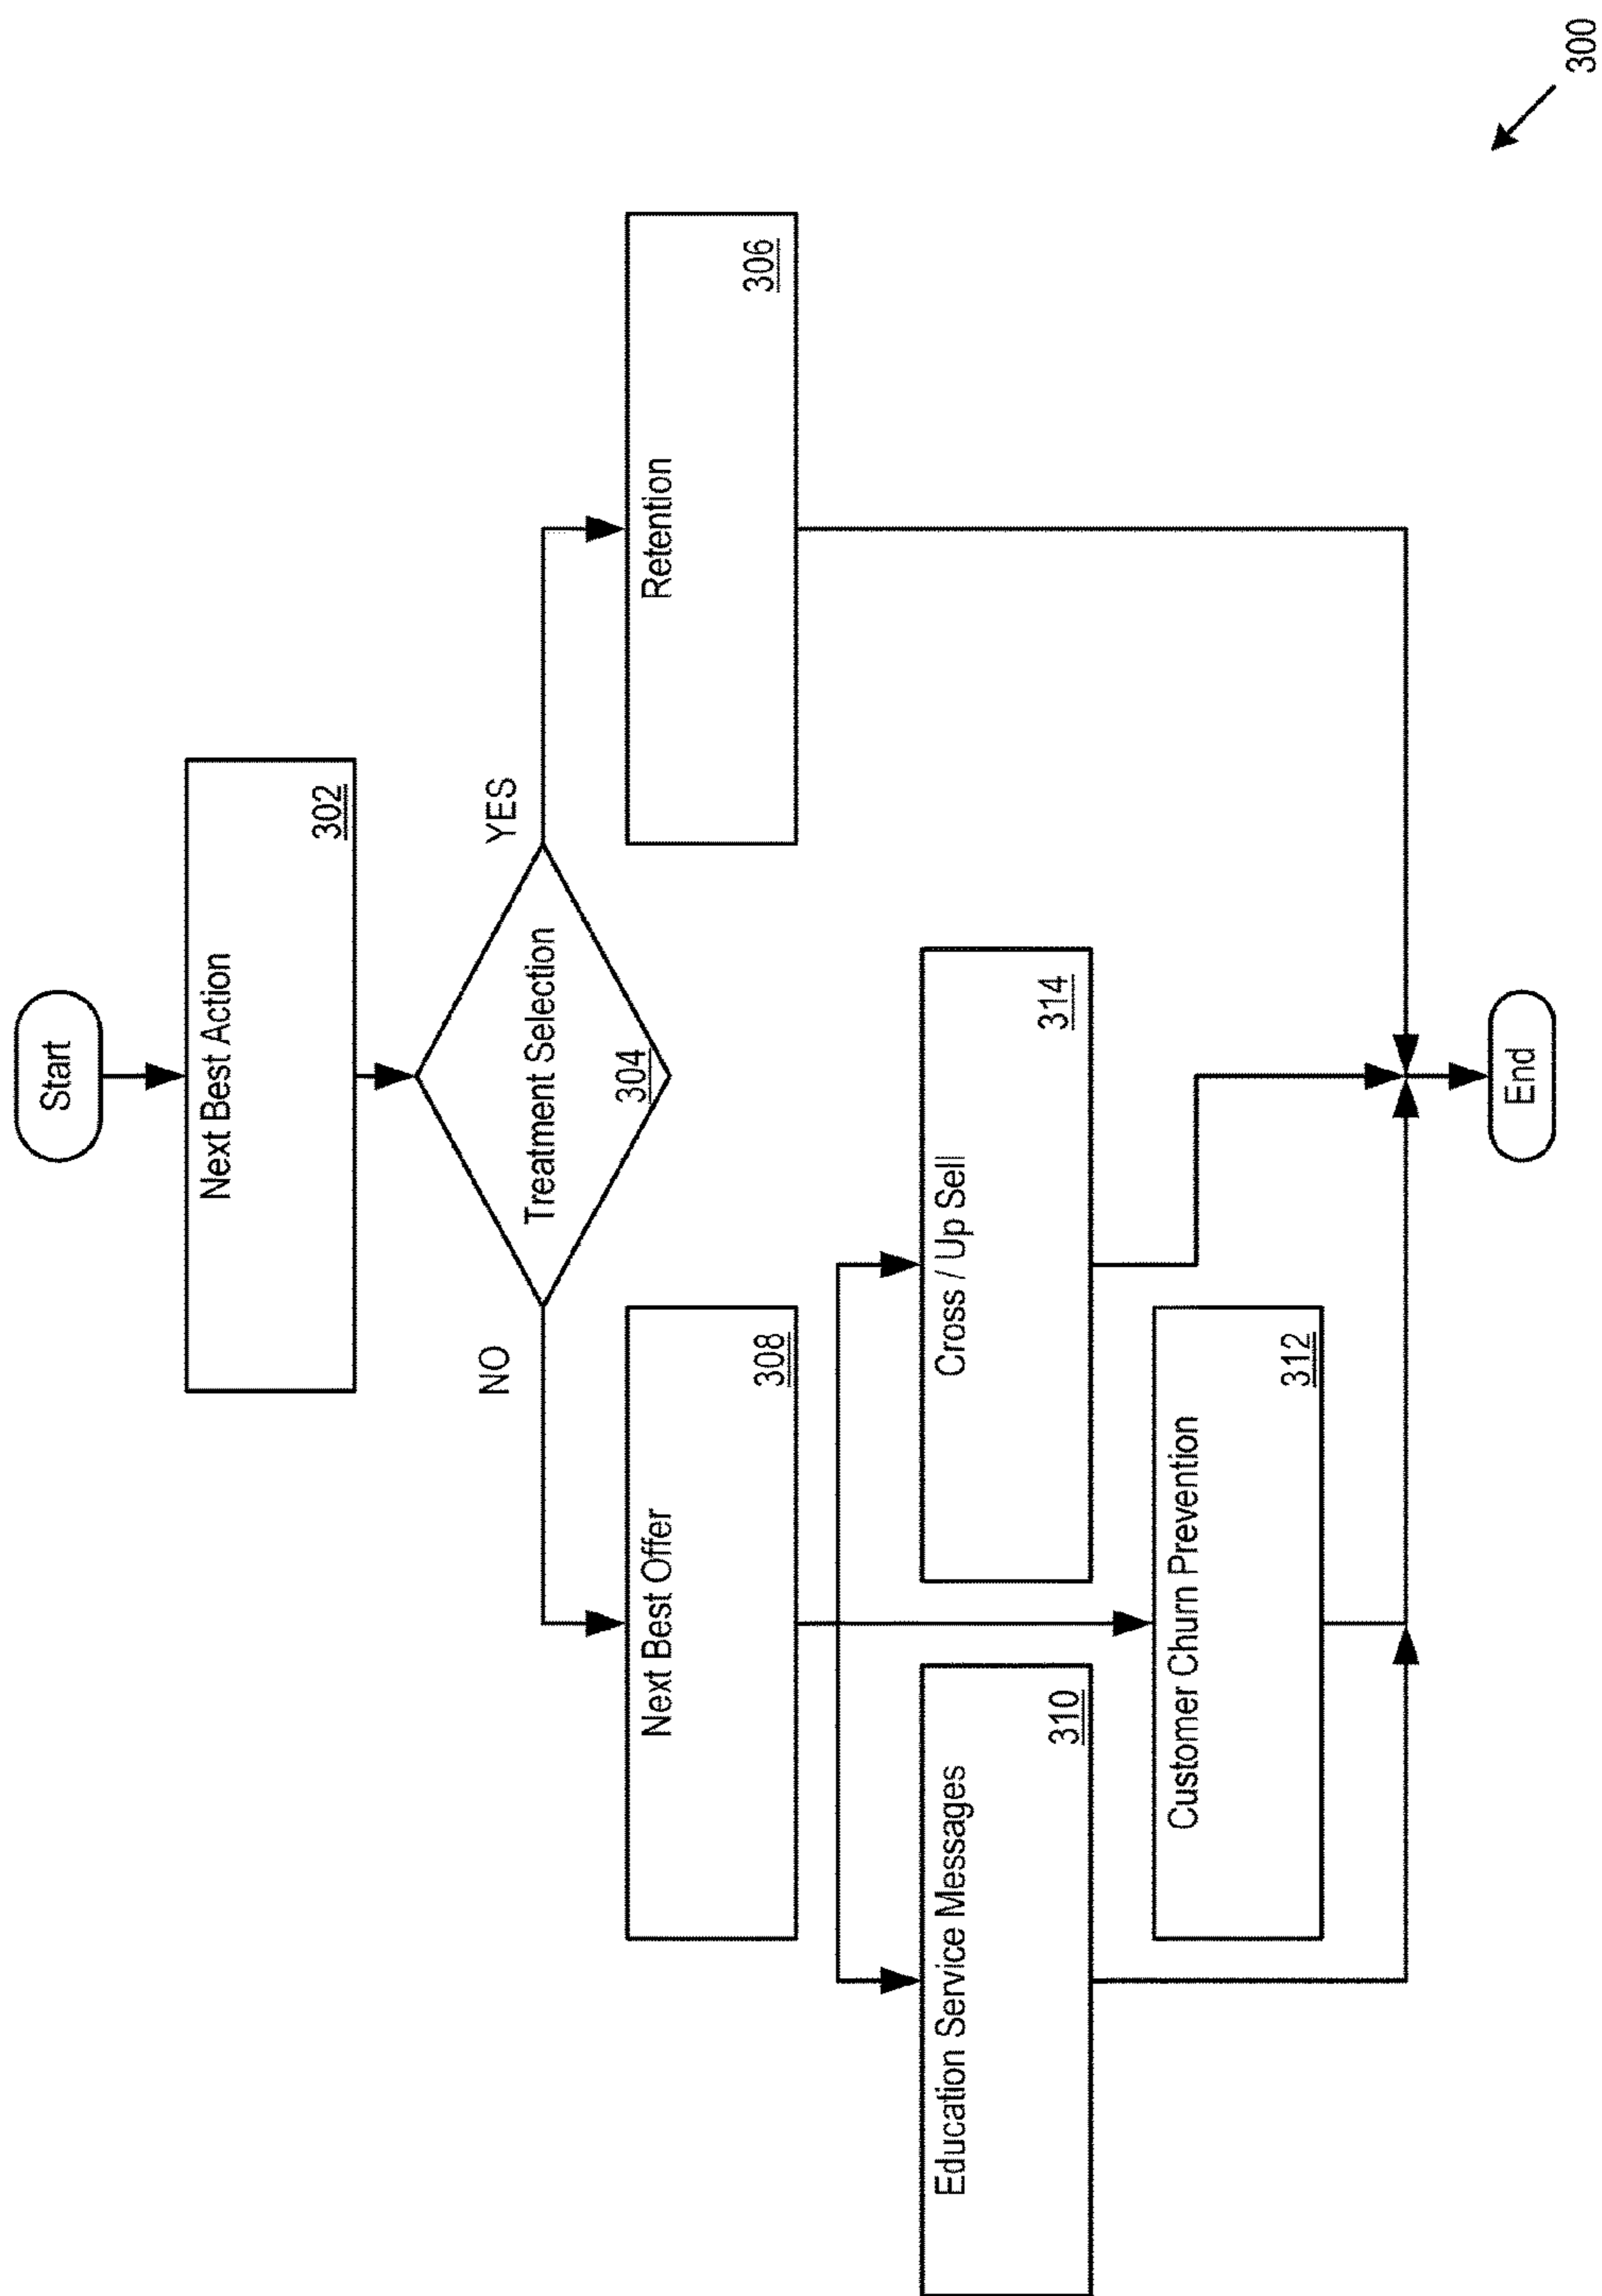 300
Start
Next Best Action
302
Treatment Selection
304
NO
YES
Next Best Offer
308
Retention
306
Education Service Messages
310
Cross / Up Sell
314
Customer Churn Prevention
312
End